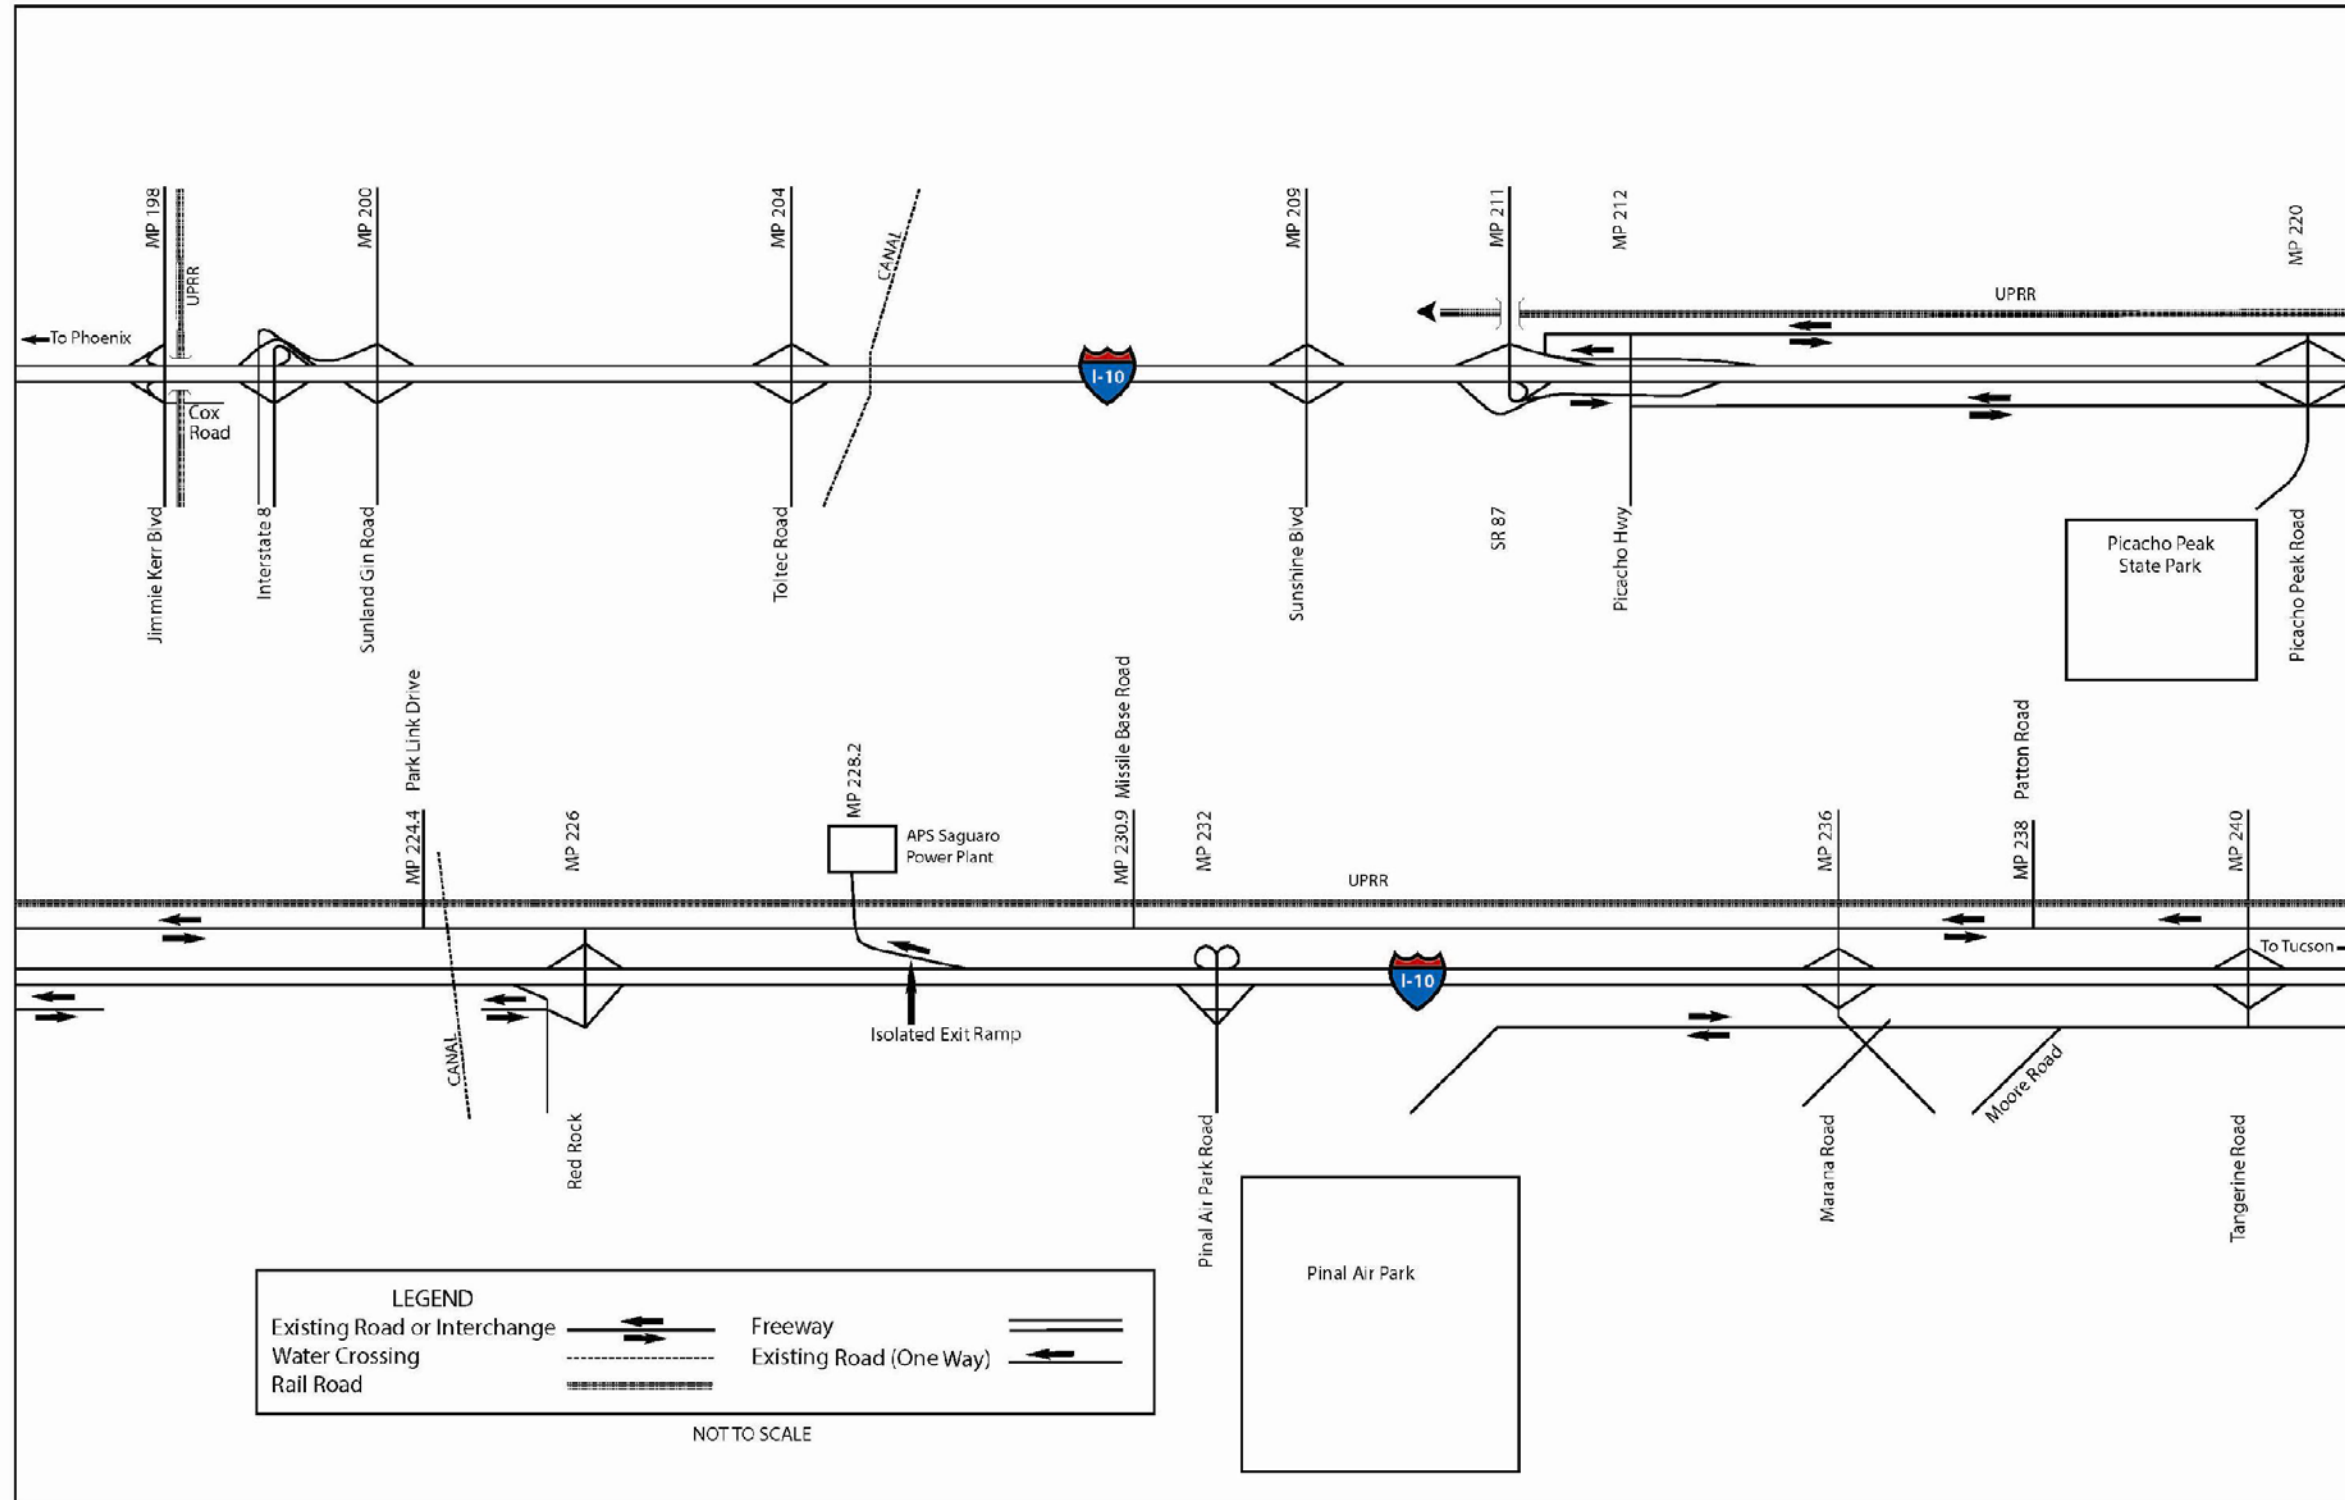 MP 198
UPRR
MP 200
MP 204
CANAL
MP 209
MP 211
MP 212
MP 220
UPRR
To Phoenix
I-10
Cox
Road
Jimmie Kerr Blvd
Interstate 8
Sunland Gin Road
Toltec Road
Sunshine Blvd
SR 87
Picacho Hwy
Picacho Peak
State Park
Picacho Peak Road
MP 224.4 Park Link Drive
MP 226
MP 228.2
APS Saguaro
Power Plant
MP 230.9 Missile Base Road
MP 232
UPRR
MP 236
MP 238 Patton Road
MP 240
To Tucson
I-10
CANAL
Isolated Exit Ramp
Red Rock
Pinal Air Park Road
Marana Road
Moore Road
Tangerine Road
Pinal Air Park
LEGEND
Existing Road or Interchange
Freeway
Water Crossing
Existing Road (One Way)
Rail Road
NOT TO SCALE